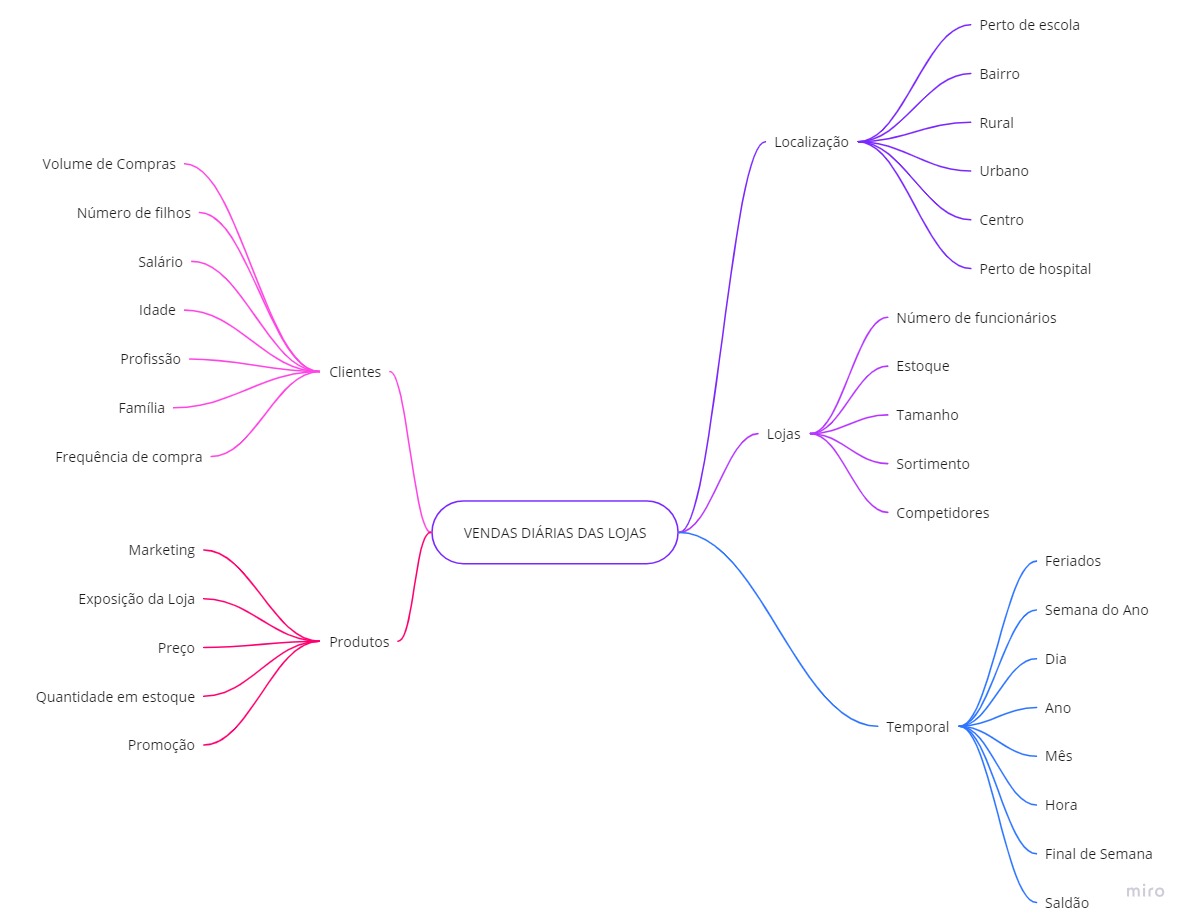 Volume de Compras
Número de filhos
Salário
Idade
Profissão
Família
Frequência de compra
Clientes
Marketing
Exposição da Loja
Preço
Quantidade em estoque
Promoção
Produtos
VENDAS DIÁRIAS DAS LOJAS
Localização
Perto de escola
Bairro
Rural
Urbano
Centro
Perto de hospital
Lojas
Número de funcionários
Estoque
Tamanho
Sortimento
Competidores
Temporal
Feriados
Semana do Ano
Dia
Ano
Mês
Hora
Final de Semana
Saldão
miro